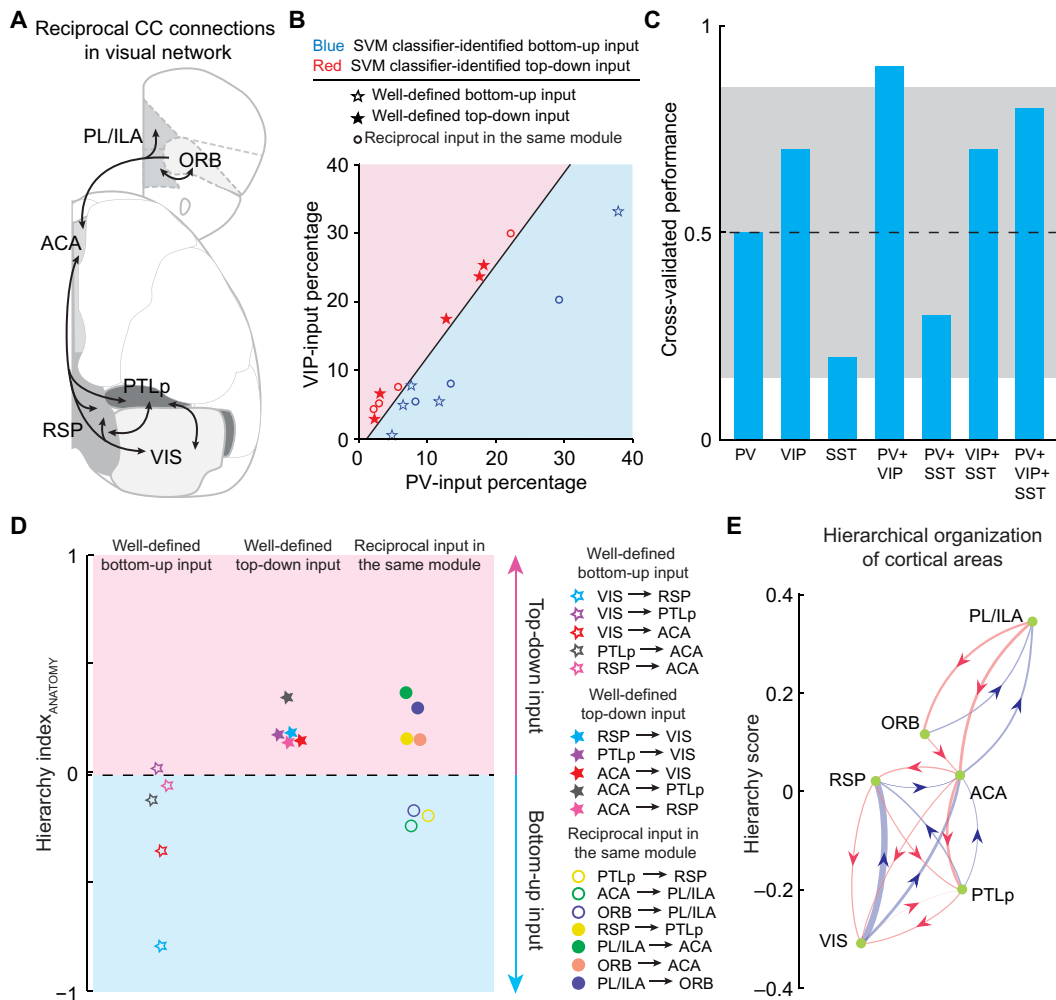 A
Reciprocal CC connections
in visual network
PL/ILA
ORB
ACA
PTLp
RSP
VIS
B
Blue SVM classifier-identified bottom-up input
Red SVM classifier-identified top-down input
Well-defined bottom-up input
Well-defined top-down input
Reciprocal input in the same module
VIP-input percentage
40
30
20
10
0
0
10
20
30
40
PV-input percentage
C
Cross-validated performance
1
0.5
0
PV
VIP
SST
PV+
VIP
PV+
SST
VIP+
SST
PV+
VIP+
SST
D
Hierarchy index ANATOMY
1
0
−1
Well-defined
bottom-up input
Well-defined
top-down input
Reciprocal input in
the same module
Top-down input
Bottom-up input
Well-defined
bottom-up input
VIS → RSP
VIS → PTLp
VIS → ACA
PTLp → ACA
RSP → ACA
Well-defined
top-down input
RSP → VIS
PTLp → VIS
ACA → VIS
ACA → PTLp
ACA → RSP
Reciprocal input in
the same module
PTLp → RSP
ACA → PL/ILA
ORB → PL/ILA
RSP → PTLp
PL/ILA → ACA
ORB → ACA
PL/ILA → ORB
E
Hierarchical organization
of cortical areas
Hierarchy score
0.4
0.2
0
−0.2
−0.4
PL/ILA
ORB
RSP
ACA
PTLp
VIS